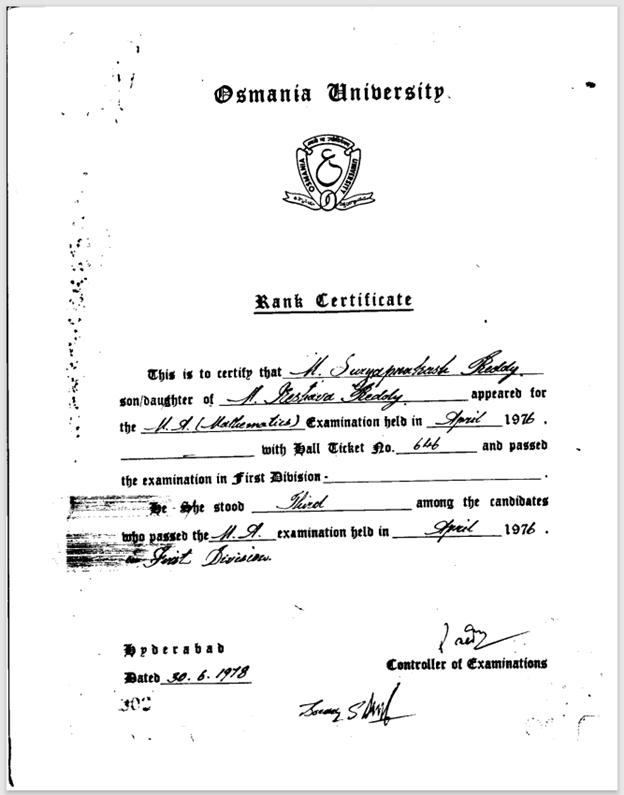 Osmania University
OSMANIA UNIVERSITY
Rank Certificate
This is to certify that M. Suryaprakash Reddy.
son/daughter of M. Keshava Reddy appeared for
the M.A (Mathematics) Examination held in April 1976.
with Hall Ticket No. 646 and passed
the examination in First Division - .
He She stood Third among the candidates
who passed the M.A. examination held in April 1976.
in First Division.
Hyderabad
Controller of Examinations
Dated 30.6.1978
302